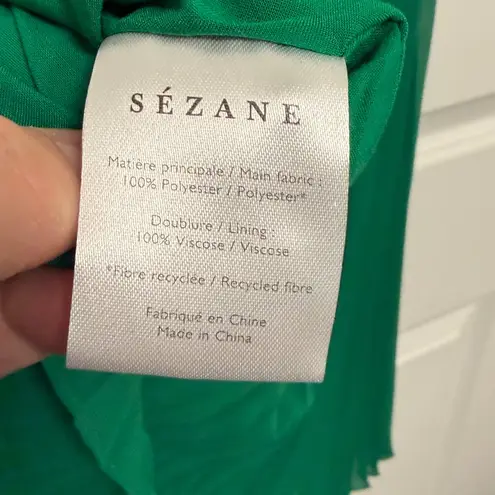 SÉZANE
Matière principale / Main fabric :
100% Polyester / Polyester*
Doublure / Lining :
100% Viscose / Viscose
*Fibre recyclée / Recycled fibre
Fabriqué en Chine
Made in China